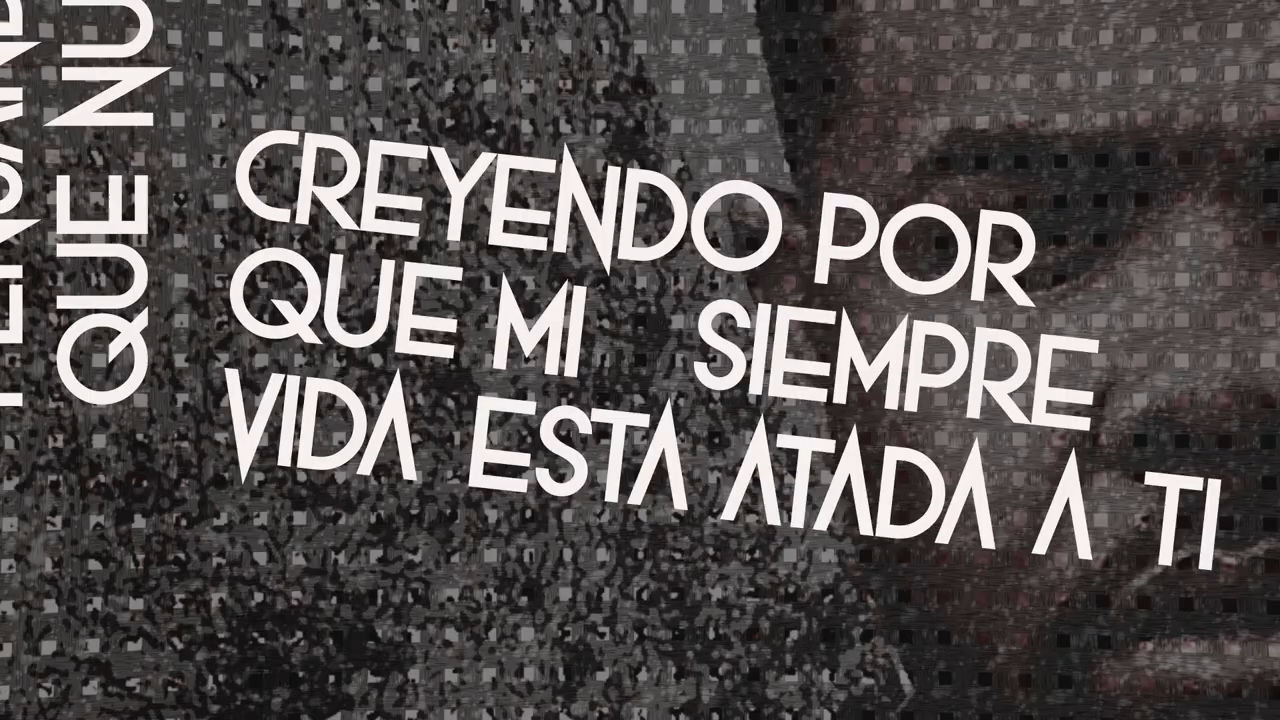 QUE NU
CREYENDO POR
QUE MI SIEMPRE
VIDA ESTA ATADA A TI